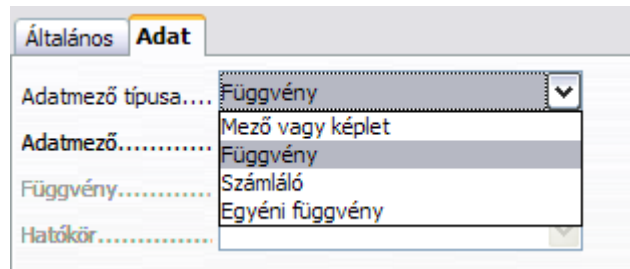 Általános Adat
Adatmező típusa.... Függvény
Mező vagy képlet
Adatmező............
Függvény
Függvény............
Számláló
Egyéni függvény
Hatókör..............